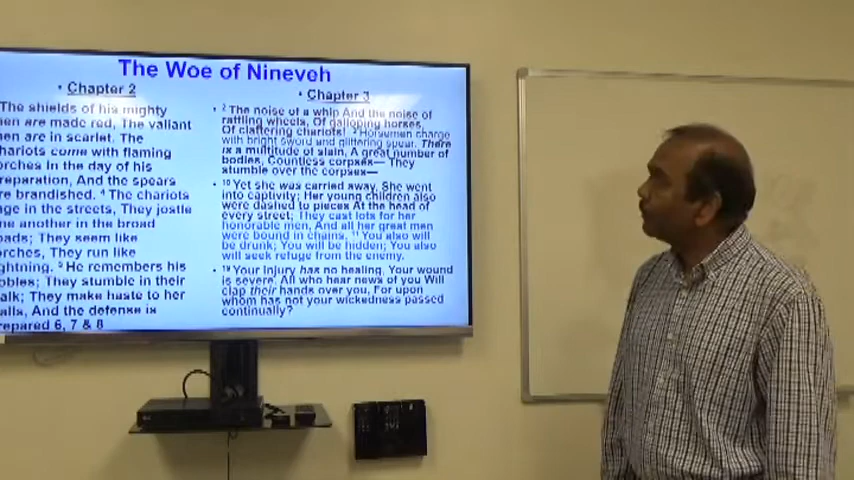 The Woe of Nineveh
• Chapter 2
The shields of his mighty
men are made red, The valiant
men are in scarlet. The
chariots come with flaming
torches in the day of his
preparation, And the spears
are brandished. 4 The chariots
rage in the streets, They jostle
one another in the broad
roads; They seem like
torches, They run like
lightning. 5 He remembers his
nobles; They stumble in their
walk; They make haste to her
walls, And the defense is
prepared 6, 7 & 8
• Chapter 3
• 2 The noise of a whip And the noise of
rattling wheels, Of galloping horses,
Of clattering chariots! 3 Horsemen charge
with bright sword and glittering spear. There
is a multitude of slain, A great number of
bodies, Countless corpses— They
stumble over the corpses—
• 10 Yet she was carried away, She went
into captivity; Her young children also
were dashed to pieces At the head of
every street; They cast lots for her
honorable men, And all her great men
were bound in chains. 11 You also will
be drunk; You will be hidden; You also
will seek refuge from the enemy.
• 19 Your injury has no healing, Your wound
is severe. All who hear news of you Will
clap their hands over you, For upon
whom has not your wickedness passed
continually?